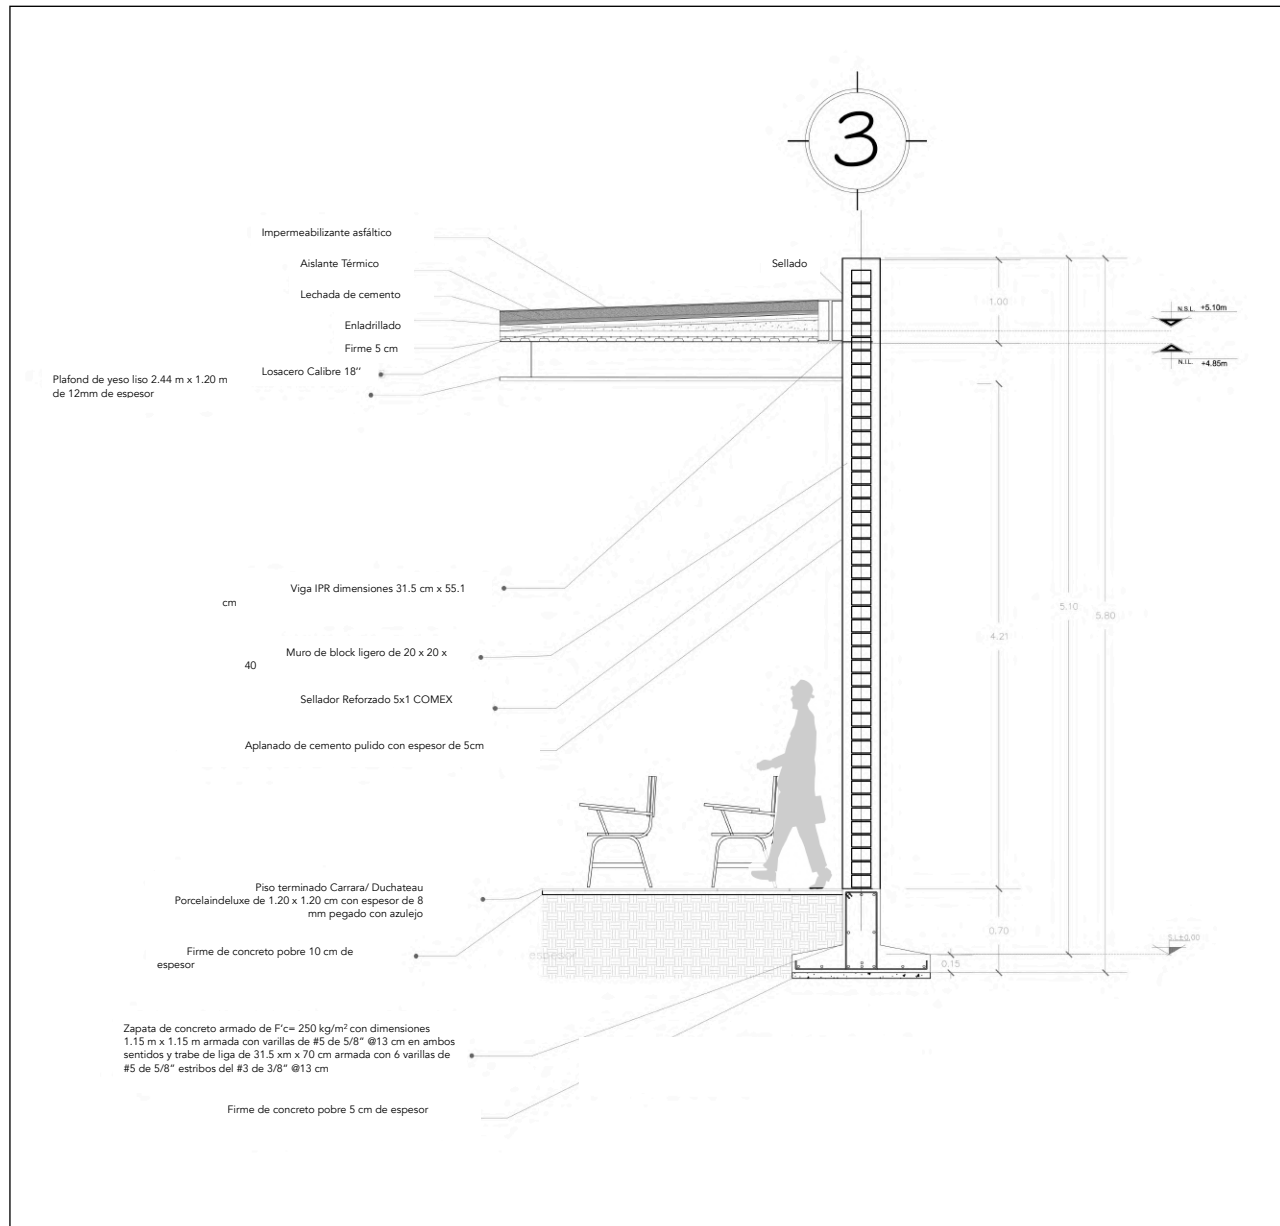 3
Impermeabilizante asfáltico
Aislante Térmico
Sellado
Lechada de cemento
1.00
N.S.L. +5.10m
Enladrillado
Firme 5 cm
N.I.L. +4.85m
Losacero Calibre 18’’
Plafond de yeso liso 2.44 m x 1.20 m
de 12mm de espesor
Viga IPR dimensiones 31.5 cm x 55.1
cm
5.10
5.80
4.21
Muro de block ligero de 20 x 20 x
40
Sellador Reforzado 5x1 COMEX
Aplanado de cemento pulido con espesor de 5cm
Piso terminado Carrara/ Duchateau
Porcelaindeluxe de 1.20 x 1.20 cm con espesor de 8
mm pegado con azulejo
0.70
Firme de concreto pobre 10 cm de
espesor
espesor
0.15
Zapata de concreto armado de F’c= 250 kg/m² con dimensiones
1.15 m x 1.15 m armada con varillas de #5 de 5/8” @13 cm en ambos
sentidos y trabe de liga de 31.5 xm x 70 cm armada con 6 varillas de
#5 de 5/8” estribos del #3 de 3/8” @13 cm
Firme de concreto pobre 5 cm de espesor